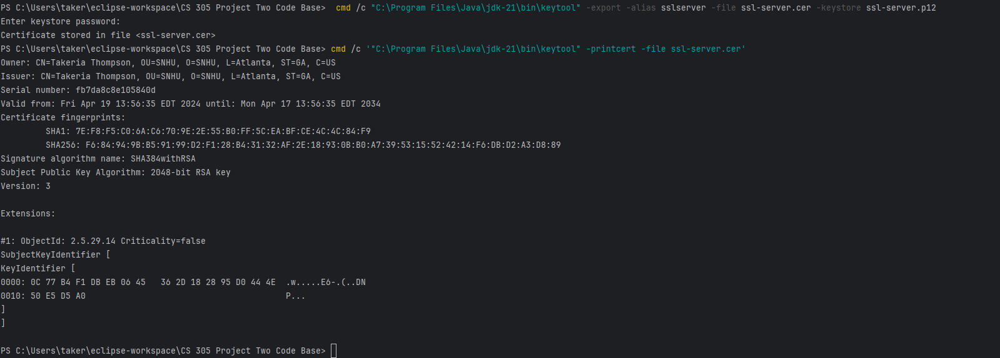 PS C:\Users\taker\eclipse-workspace\CS 305 Project Two Code Base>  cmd /c "C:\Program Files\Java\jdk-21\bin\keytool" -export -alias sslserver -file ssl-server.cer -keystore ssl-server.p12
Enter keystore password:
Certificate stored in file <ssl-server.cer>
PS C:\Users\taker\eclipse-workspace\CS 305 Project Two Code Base> cmd /c '"C:\Program Files\Java\jdk-21\bin\keytool" -printcert -file ssl-server.cer'
Owner: CN=Takeria Thompson, OU=SNHU, O=SNHU, L=Atlanta, ST=GA, C=US
Issuer: CN=Takeria Thompson, OU=SNHU, O=SNHU, L=Atlanta, ST=GA, C=US
Serial number: fb7da8c8e105840d
Valid from: Fri Apr 19 13:56:35 EDT 2024 until: Mon Apr 17 13:56:35 EDT 2034
Certificate fingerprints:
         SHA1: 7E:F8:F5:C0:6A:C6:70:9E:2E:55:B0:FF:5C:EA:BF:CE:4C:4C:84:F9
         SHA256: F6:84:94:9B:B5:91:99:D2:F1:28:B4:31:32:AF:2E:18:93:0B:B0:A7:39:53:15:52:42:14:F6:DB:D2:A3:D8:89
Signature algorithm name: SHA384withRSA
Subject Public Key Algorithm: 2048-bit RSA key
Version: 3
Extensions:
#1: ObjectId: 2.5.29.14 Criticality=false
SubjectKeyIdentifier [
KeyIdentifier [
0000: 0C 77 B4 F1 DB EB 06 45   36 2D 18 28 95 D0 44 4E  .w.....E6-.(..DN
0010: 50 E5 D5 A0                                        P...
]
]
PS C:\Users\taker\eclipse-workspace\CS 305 Project Two Code Base>